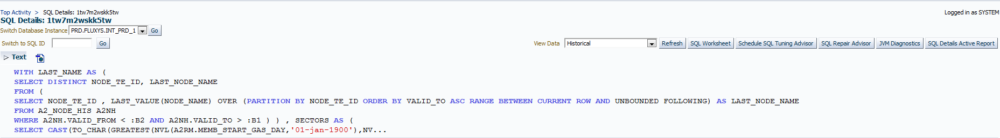 Top Activity > SQL Details: 1tw7m2wskk5tw
Logged in as SYSTEM
SQL Details: 1tw7m2wskk5tw
Switch Database Instance PRD.FLUXYS.INT_PRD_1 Go
Switch to SQL ID Go
View Data Historical Refresh SQL Worksheet Schedule SQL Tuning Advisor SQL Repair Advisor JVM Diagnostics SQL Details Active Report
Text
WITH LAST_NAME AS (
SELECT DISTINCT NODE_TE_ID, LAST_NODE_NAME
FROM (
SELECT NODE_TE_ID , LAST_VALUE(NODE_NAME) OVER (PARTITION BY NODE_TE_ID ORDER BY VALID_TO ASC RANGE BETWEEN CURRENT ROW AND UNBOUNDED FOLLOWING) AS LAST_NODE_NAME
FROM A2_NODE_HIS A2NH
WHERE A2NH.VALID_FROM < :B2 AND A2NH.VALID_TO > :B1 ) ) , SECTORS AS (
SELECT CAST(TO_CHAR(GREATEST(NVL(A2RM.MEMB_START_GAS_DAY,'01-jan-1900'),NV...